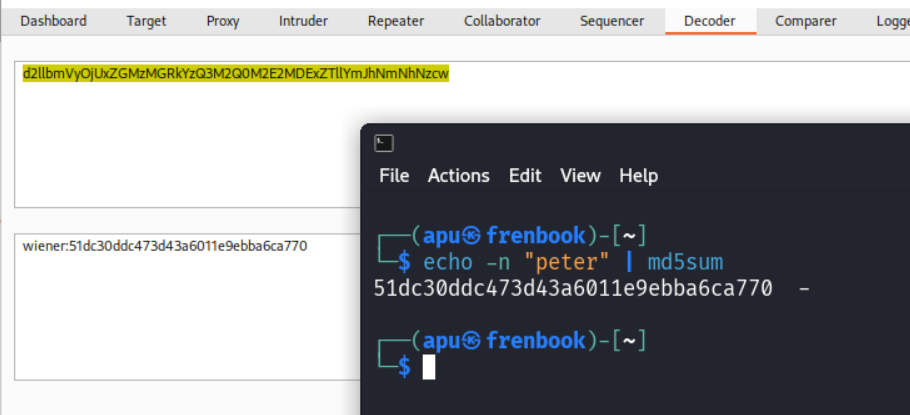 Dashboard Target Proxy Intruder Repeater Collaborator Sequencer Decoder Comparer Logge
d2llbmVyOjUxZGMzMGRkYzQ3M2Q0M2E2MDExZTllYmJhNmNhNzcw
File Actions Edit View Help
wiener:51dc30ddc473d43a6011e9ebba6ca770
┌──(apu㉿frenbook)-[~]
└─$ echo -n "peter" | md5sum
51dc30ddc473d43a6011e9ebba6ca770  -
┌──(apu㉿frenbook)-[~]
└─$